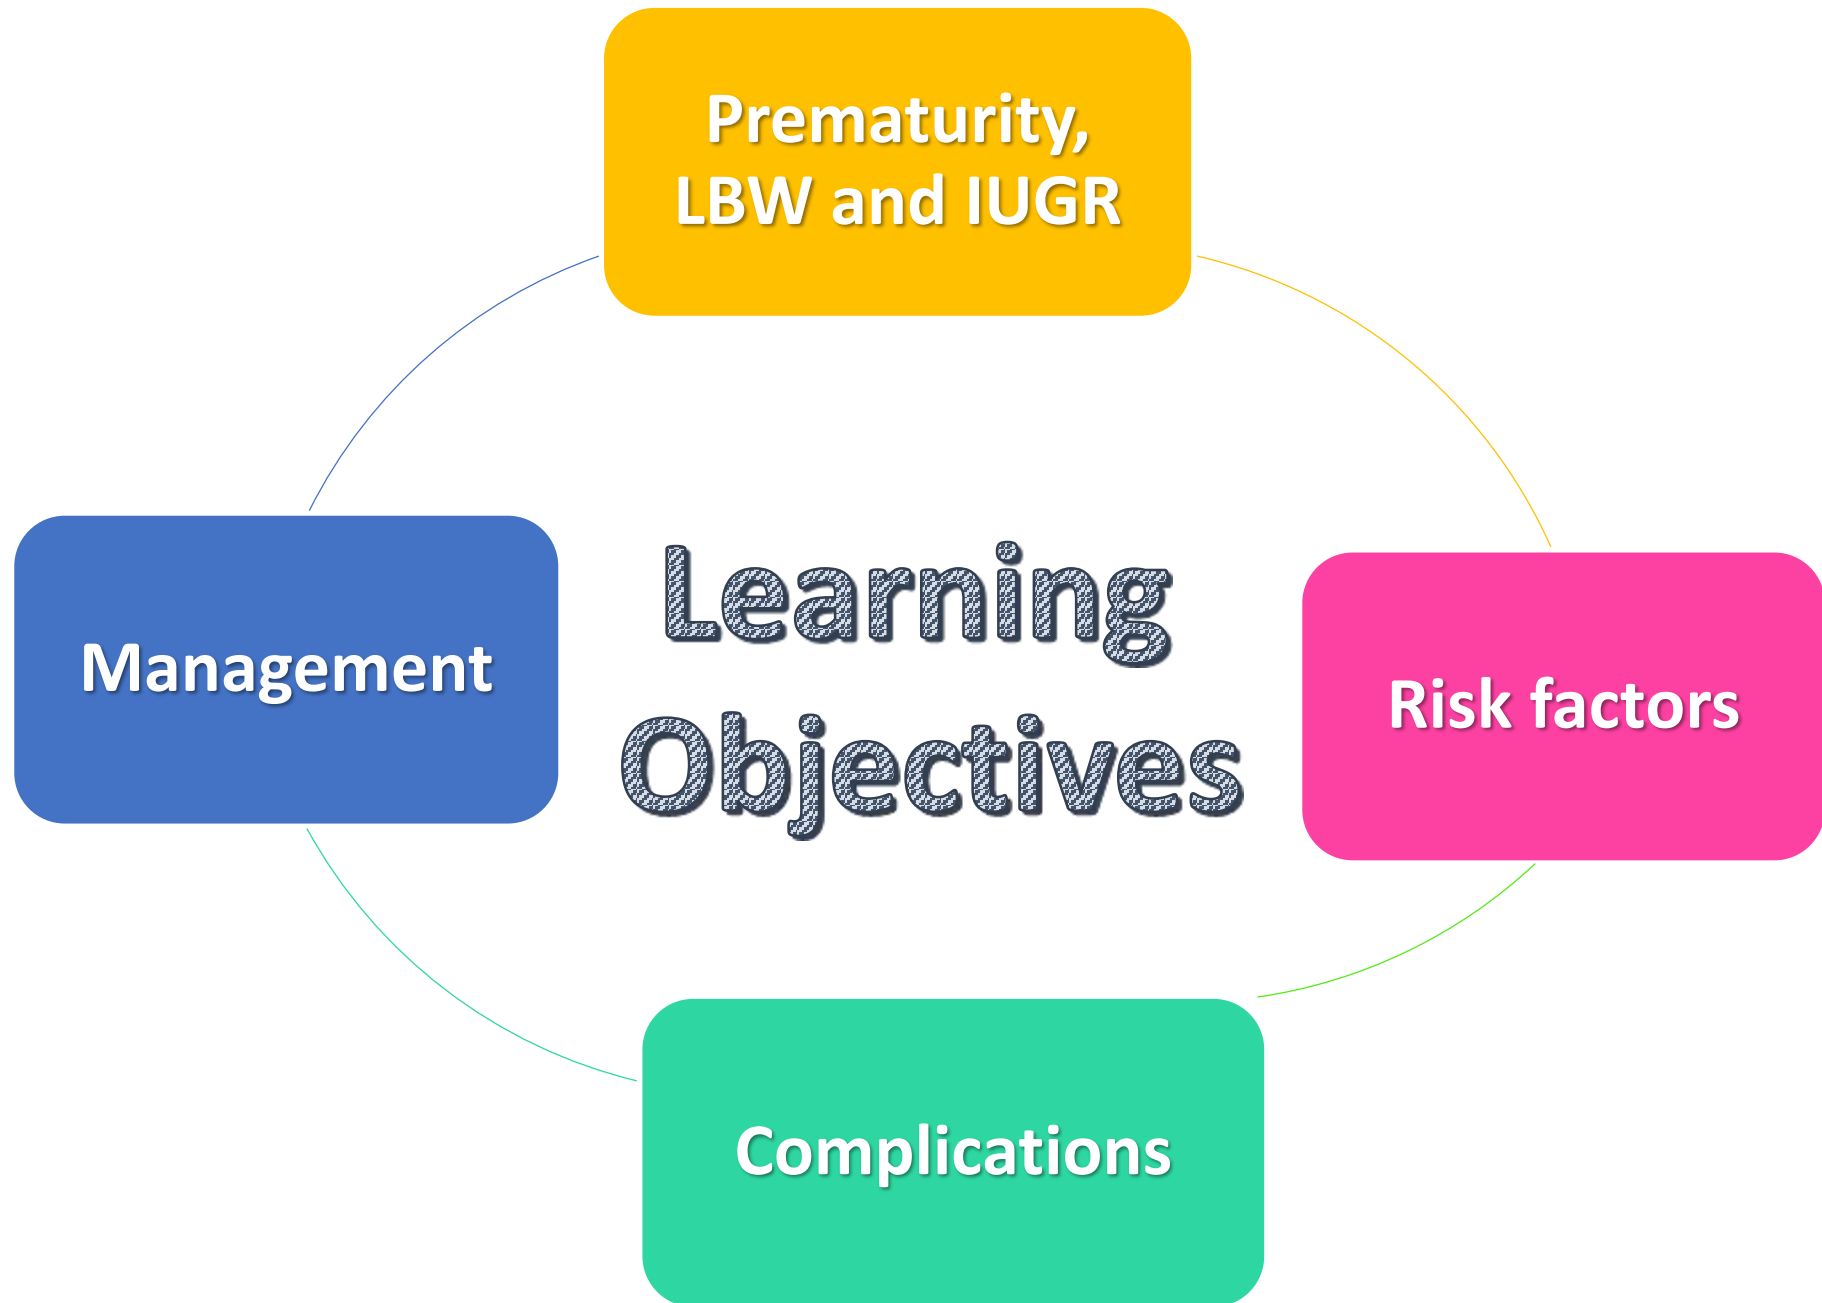 Prematurity,
LBW and IUGR
Learning
Objectives
Management
Risk factors
Complications